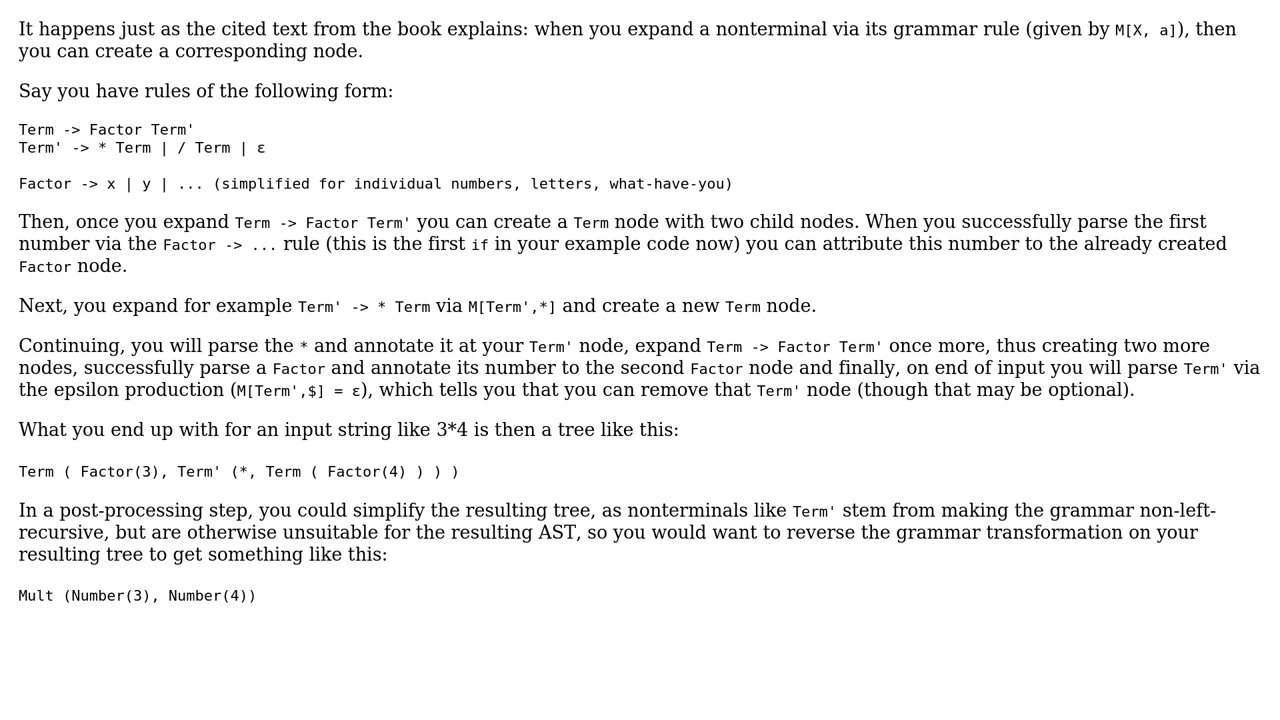 It happens just as the cited text from the book explains: when you expand a nonterminal via its grammar rule (given by M[X, a]), then
you can create a corresponding node.
Say you have rules of the following form:
Term -> Factor Term'
Term' -> * Term | / Term | ε
Factor -> x | y | ... (simplified for individual numbers, letters, what-have-you)
Then, once you expand Term -> Factor Term' you can create a Term node with two child nodes. When you successfully parse the first
number via the Factor -> ... rule (this is the first if in your example code now) you can attribute this number to the already created
Factor node.
Next, you expand for example Term' -> * Term via M[Term',*] and create a new Term node.
Continuing, you will parse the * and annotate it at your Term' node, expand Term -> Factor Term' once more, thus creating two more
nodes, successfully parse a Factor and annotate its number to the second Factor node and finally, on end of input you will parse Term' via
the epsilon production (M[Term',$] = ε), which tells you that you can remove that Term' node (though that may be optional).
What you end up with for an input string like 3*4 is then a tree like this:
Term ( Factor(3), Term' (*, Term ( Factor(4) ) ) )
In a post-processing step, you could simplify the resulting tree, as nonterminals like Term' stem from making the grammar non-left-
recursive, but are otherwise unsuitable for the resulting AST, so you would want to reverse the grammar transformation on your
resulting tree to get something like this:
Mult (Number(3), Number(4))